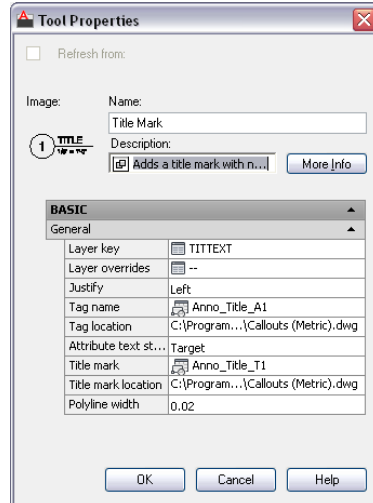 Tool Properties
Refresh from:
Image:
Name:
Title Mark
1 TITLE
Description:
Adds a title mark with n...
More Info
BASIC
General
Layer key TITTEXT
Layer overrides --
Justify Left
Tag name Anno_Title_A1
Tag location C:\Program...\Callouts (Metric).dwg
Attribute text st... Target
Title mark Anno_Title_T1
Title mark location C:\Program...\Callouts (Metric).dwg
Polyline width 0.02
OK Cancel Help